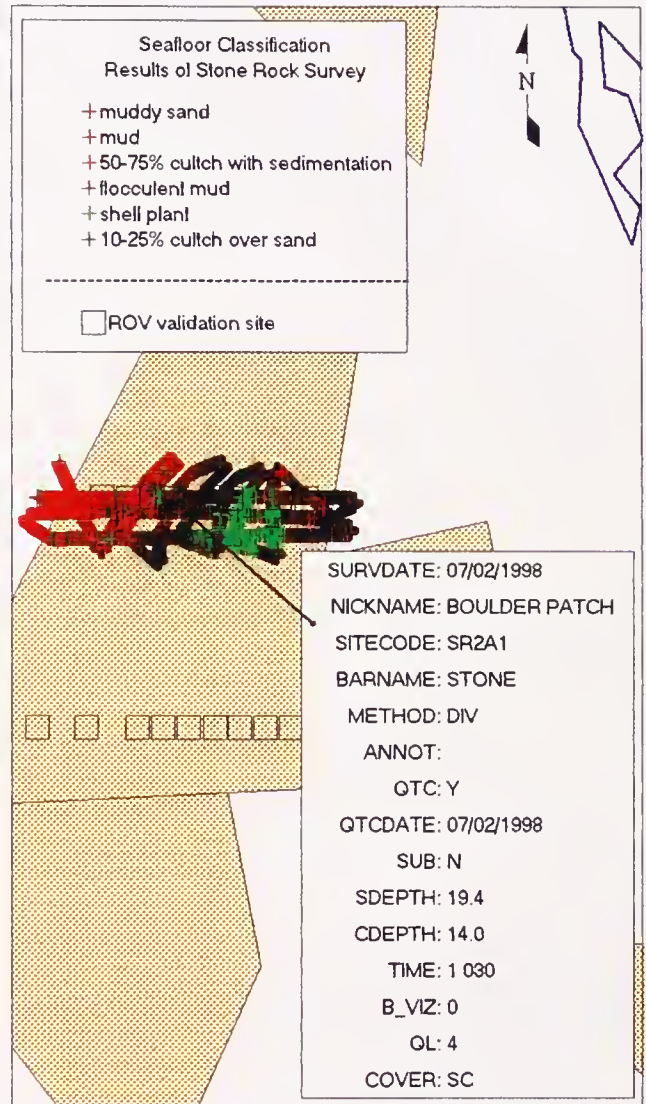 Seafloor Classification
Results of Stone Rock Survey
+ muddy sand
+ mud
+ 50-75% cultch with sedimentation
+ flocculent mud
+ shell plant
+ 10-25% cultch over sand
ROV validation site
N
SURVDATE: 07/02/1998
NICKNAME: BOULDER PATCH
SITECODE: SR2A1
BARNAME: STONE
METHOD: DIV
ANNOT:
QTC: Y
QTCDATE: 07/02/1998
SUB: N
SDEPTH: 19.4
CDEPTH: 14.0
TIME: 1 030
B_VIZ: 0
QL: 4
COVER: SC